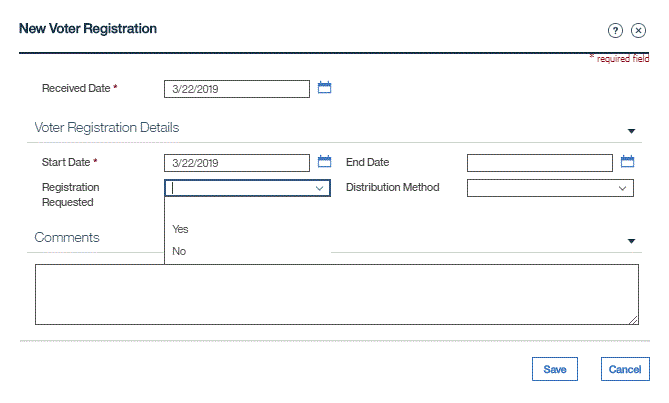 New Voter Registration
?
* required field
Received Date *
3/22/2019
Voter Registration Details
Start Date *
3/22/2019
End Date
Registration
Requested
Distribution Method
Yes
No
Comments
Save
Cancel